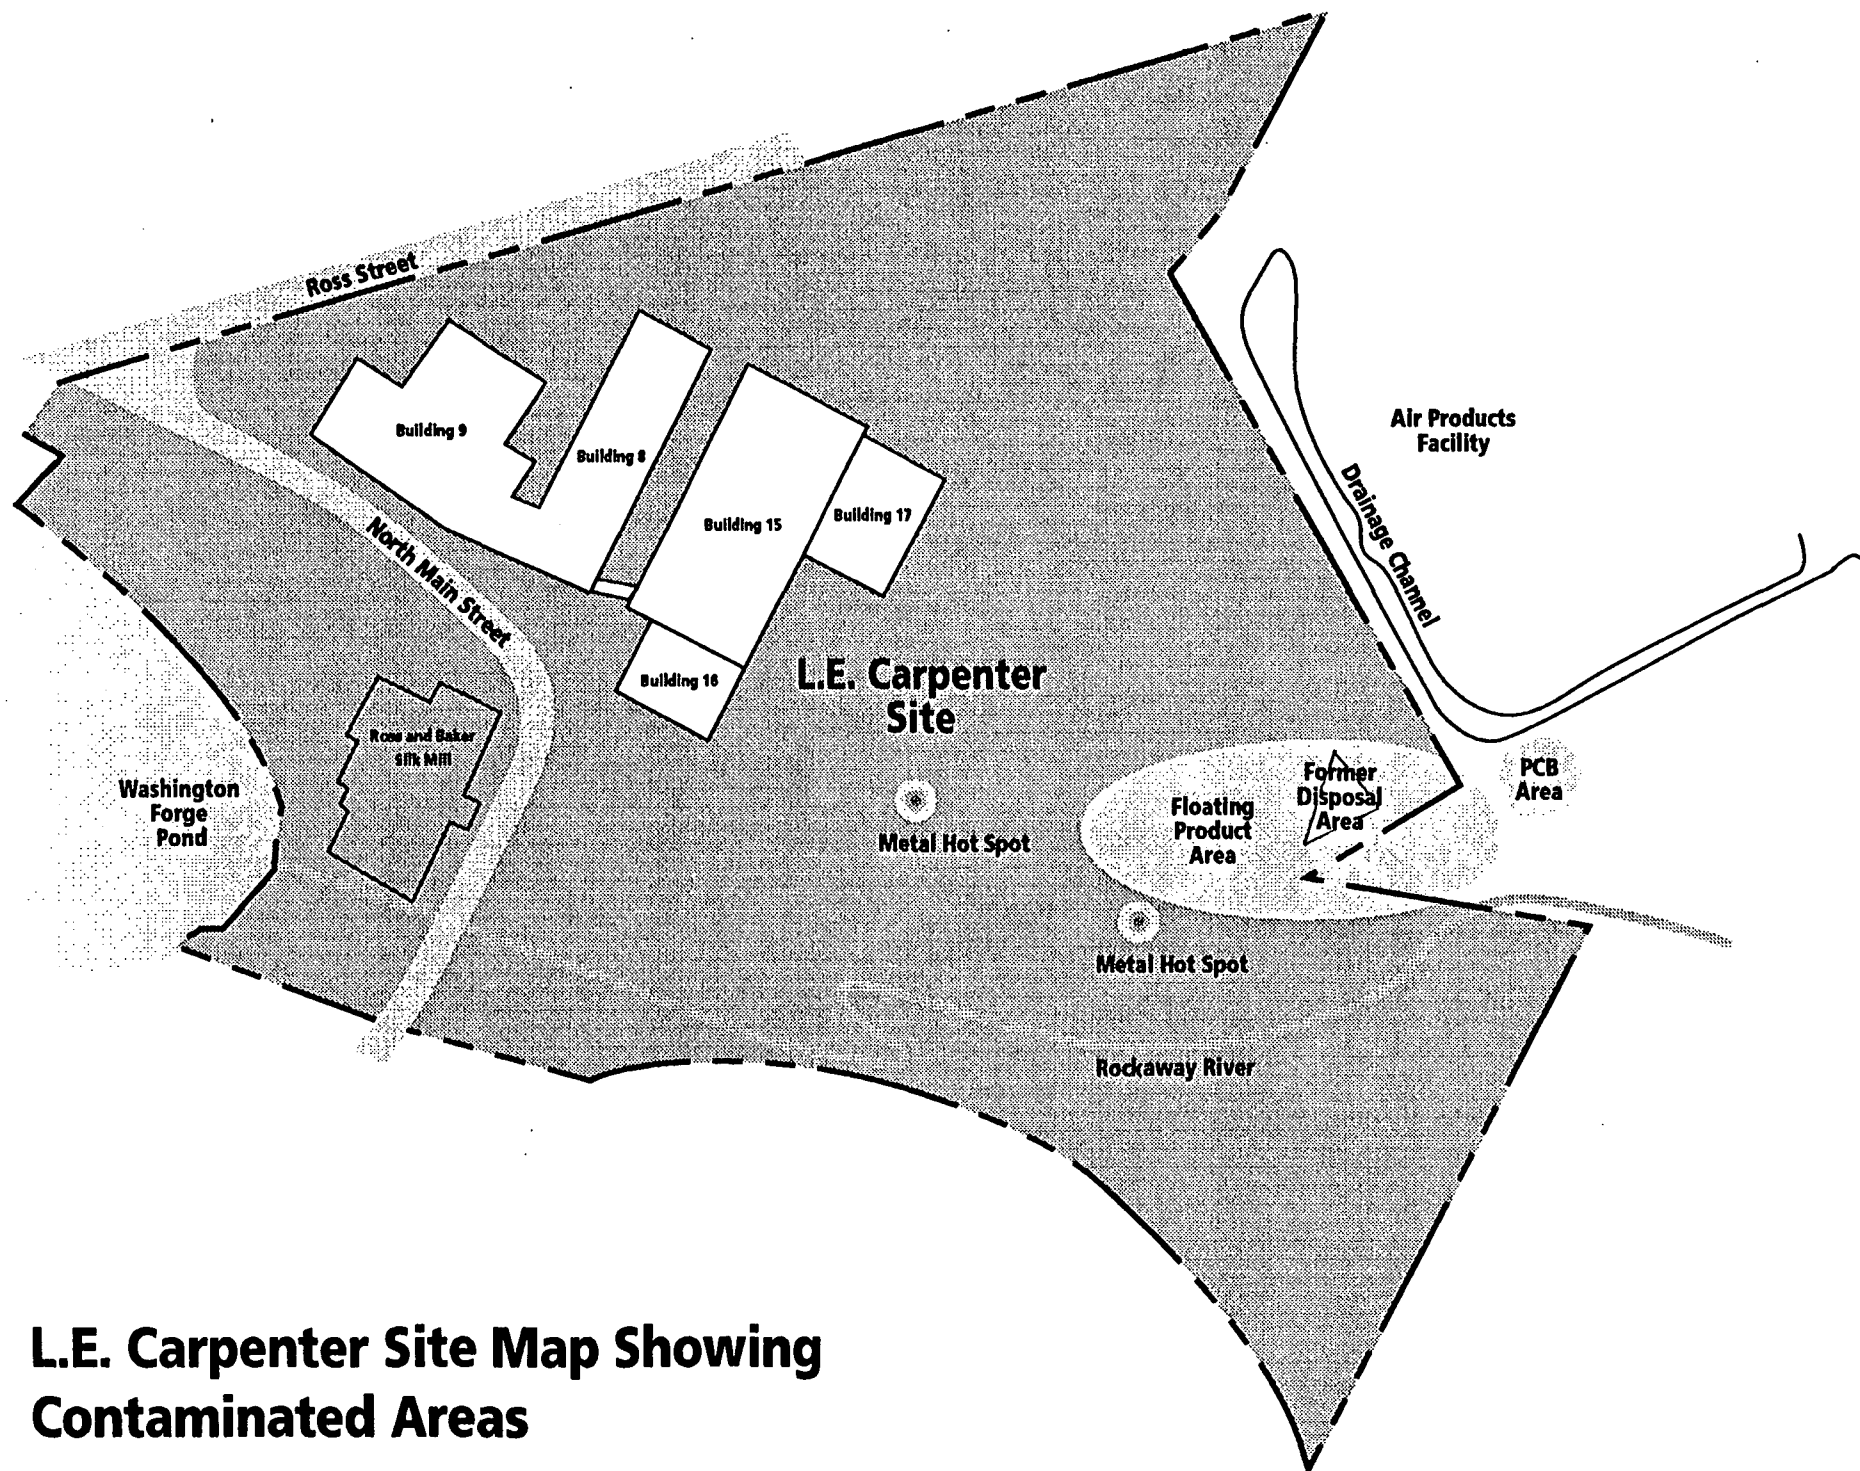 Ross Street
Air Products
Facility
Building 9
Building 8
Building 15
Building 17
Drainage Channel
North Main Street
L.E. Carpenter
Site
Building 16
Ross and Baker
Silk Mill
Washington
Forge
Pond
Metal Hot Spot
Floating
Product
Area
Former
Disposal
Area
PCB
Area
Metal Hot Spot
Rockaway River
L.E. Carpenter Site Map Showing
Contaminated Areas